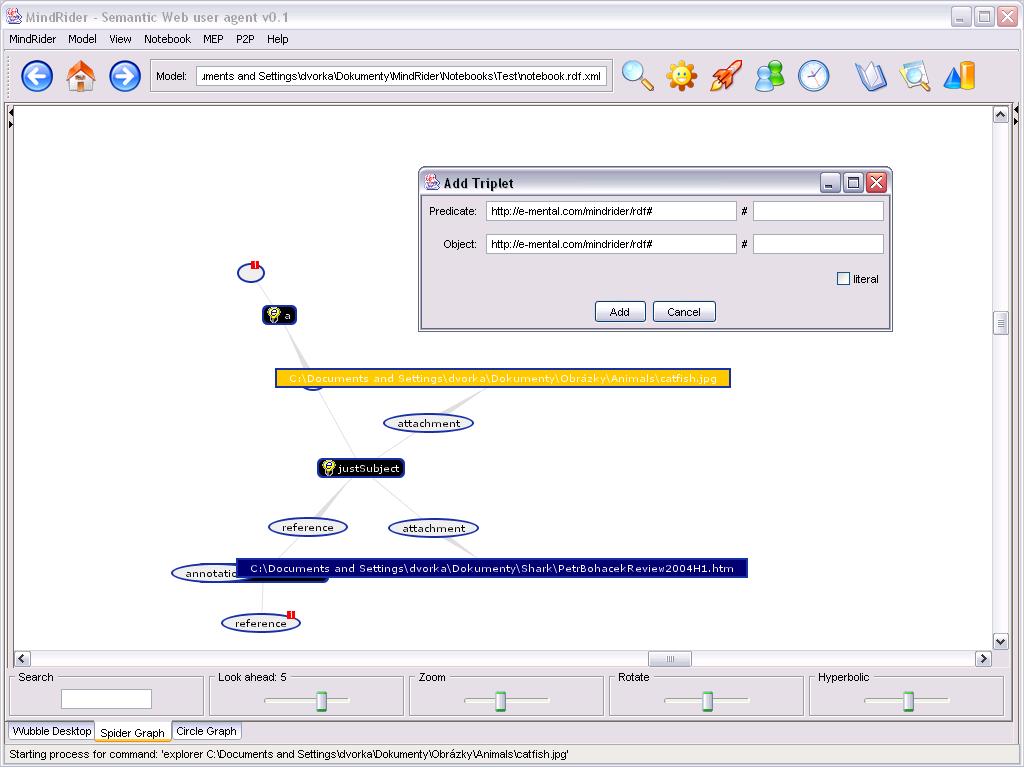 MindRider - Semantic Web user agent v0.1
MindRider Model View Notebook MEP P2P Help
Model: uments and Settings\dvorka\Dokumenty\MindRider\Notebooks\Test\notebook.rdf.xml
Add Triplet
Predicate: http://e-mental.com/mindrider/rdf# #
Object: http://e-mental.com/mindrider/rdf# #
literal
Add Cancel
a
C:\Documents and Settings\dvorka\Dokumenty\Obrázky\Animals\catfish.jpg
attachment
justSubject
reference attachment
annotatio C:\Documents and Settings\dvorka\Dokumenty\Shark\PetrBohacekReview2004H1.htm
reference
Search Look ahead: 5 Zoom Rotate Hyperbolic
Wubble Desktop Spider Graph Circle Graph
Starting process for command: 'explorer C:\Documents and Settings\dvorka\Dokumenty\Obrázky\Animals\catfish.jpg'